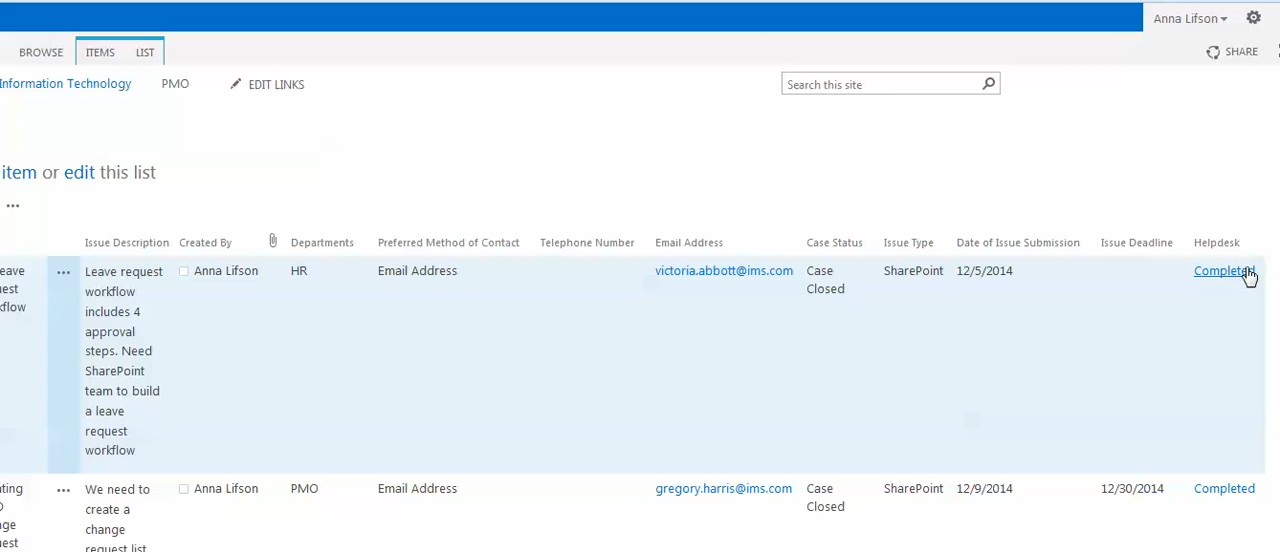 Anna Lifson
BROWSE ITEMS LIST SHARE
Information Technology PMO EDIT LINKS Search this site
item or edit this list
...
Issue Description Created By Departments Preferred Method of Contact Telephone Number Email Address Case Status Issue Type Date of Issue Submission Issue Deadline Helpdesk
... Leave request Anna Lifson HR Email Address victoria.abbott@ims.com Case SharePoint 12/5/2014 Completed
workflow Closed
includes 4
approval
steps. Need
SharePoint
team to build
a leave
request
workflow
... We need to Anna Lifson PMO Email Address gregory.harris@ims.com Case SharePoint 12/9/2014 12/30/2014 Completed
create a Closed
change
request list